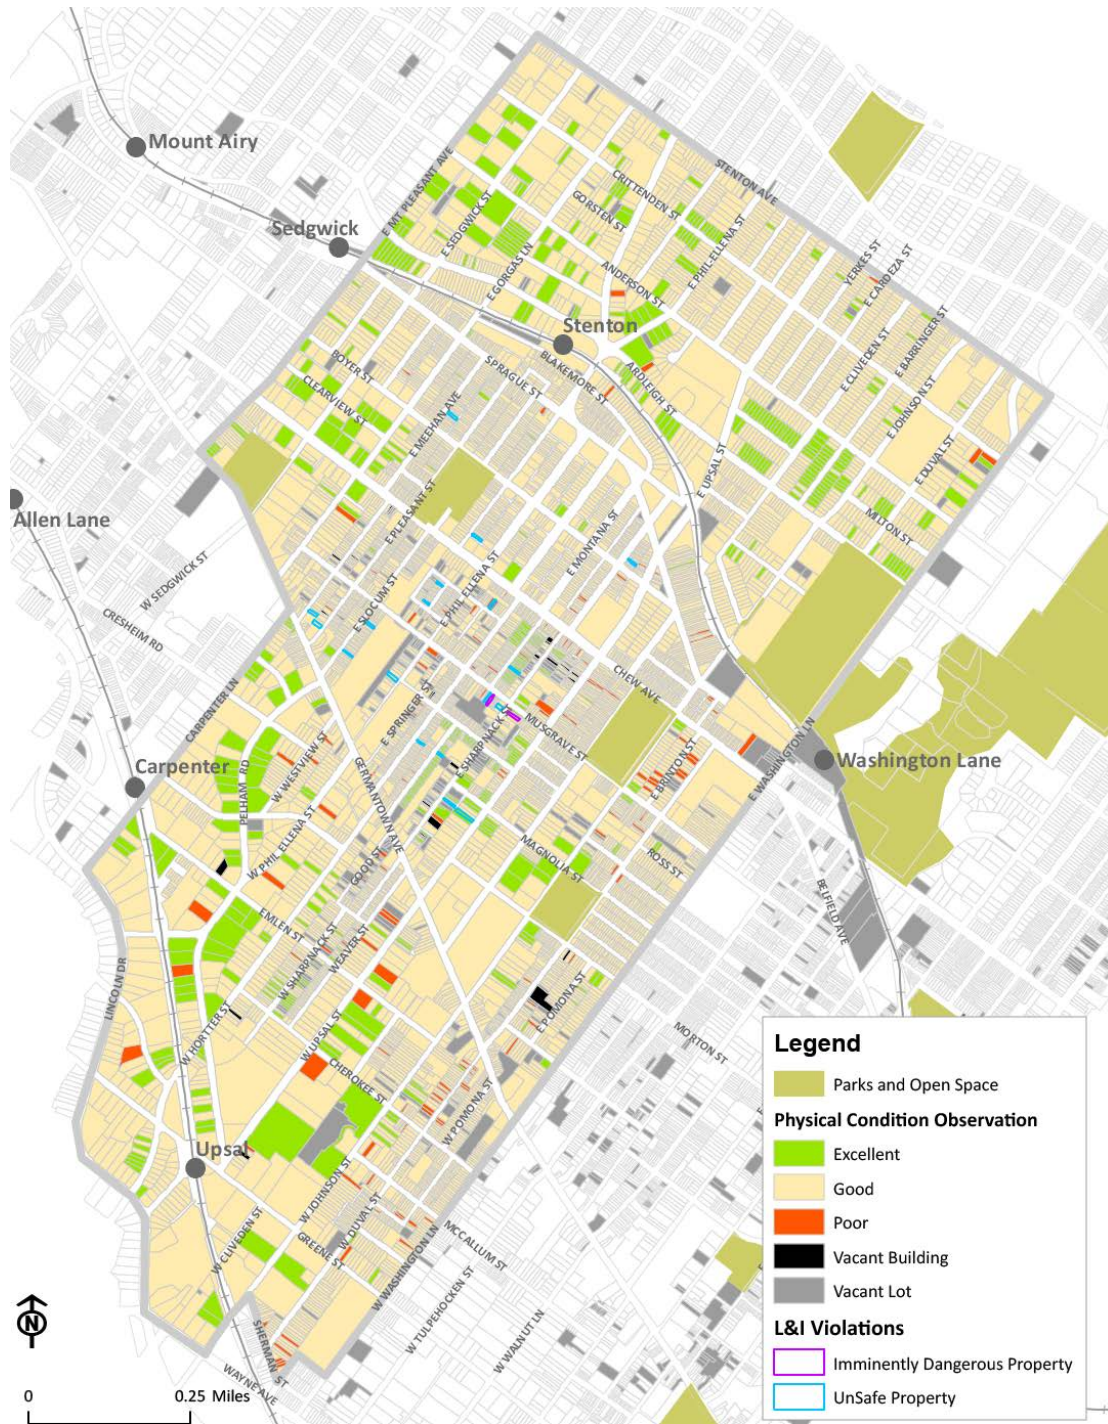 Mount Airy
Sedgwick
E MT PLEASANT AVE
STENTON AVE
CRITTENDEN ST
GORSTEN ST
E SEDGWICK ST
E GORGAS LN
ANDERSON ST
E PHIL-ELLENA ST
YERKES ST
E CARDEZA ST
Stenton
E BARRINGER ST
E CLIVEDEN ST
BLAKEMORE ST
SPRAGUE ST
ARDLEIGH ST
BOYER ST
CLEARVIEW ST
E JOHNSON ST
E MEEHAN AVE
E UPSAL ST
E DUVAL ST
Allen Lane
E PLEASANT ST
MILTON ST
E MONTANA ST
W SEDGWICK ST
CRESHEIM RD
E SLOCUM ST
E PHIL ELLENA ST
CARPENTER LN
CHEW AVE
E SPRINGER ST
E SHARPNACK ST
MUSGRAVE ST
E WASHINGTON LN
Washington Lane
Carpenter
PELHAM RD
W WESTVIEW ST
GERMANTOWN AVE
E BRINTON ST
W PHIL ELLENA ST
GOOD ST
MAGNOLIA ST
ROSS ST
BELFIELD AVE
EMLEN ST
W SHARPNACK ST
WEAVER ST
LINCOLN DR
W HORTTER ST
W UPSAL ST
CHEROKEE ST
E POMONA ST
MORTON ST
W POMONA ST
Upsal
W JOHNSON ST
W DUVAL ST
W CLIVEDEN ST
GREENE ST
W WASHINGTON LN
MCCALLUM ST
W TULPEHOCKEN ST
W WALNUT LN
SHERMAN ST
WAYNE AVE
N
0 0.25 Miles
Legend
Parks and Open Space
Physical Condition Observation
Excellent
Good
Poor
Vacant Building
Vacant Lot
L&I Violations
Imminently Dangerous Property
UnSafe Property